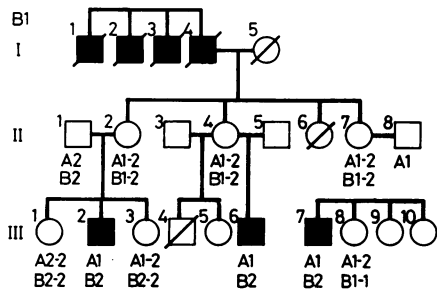 B1
I
1 2 3 4 5
II
1 2 3 4 5 6 7 8
A2 A1-2 A1-2 A1-2 A1
B2 B1-2 B1-2 B1-2
III
1 2 3 4 5 6 7 8 9 10
A2-2 A1 A1-2 A1 A1 A1-2
B2-2 B2 B2-2 B2 B2 B1-1